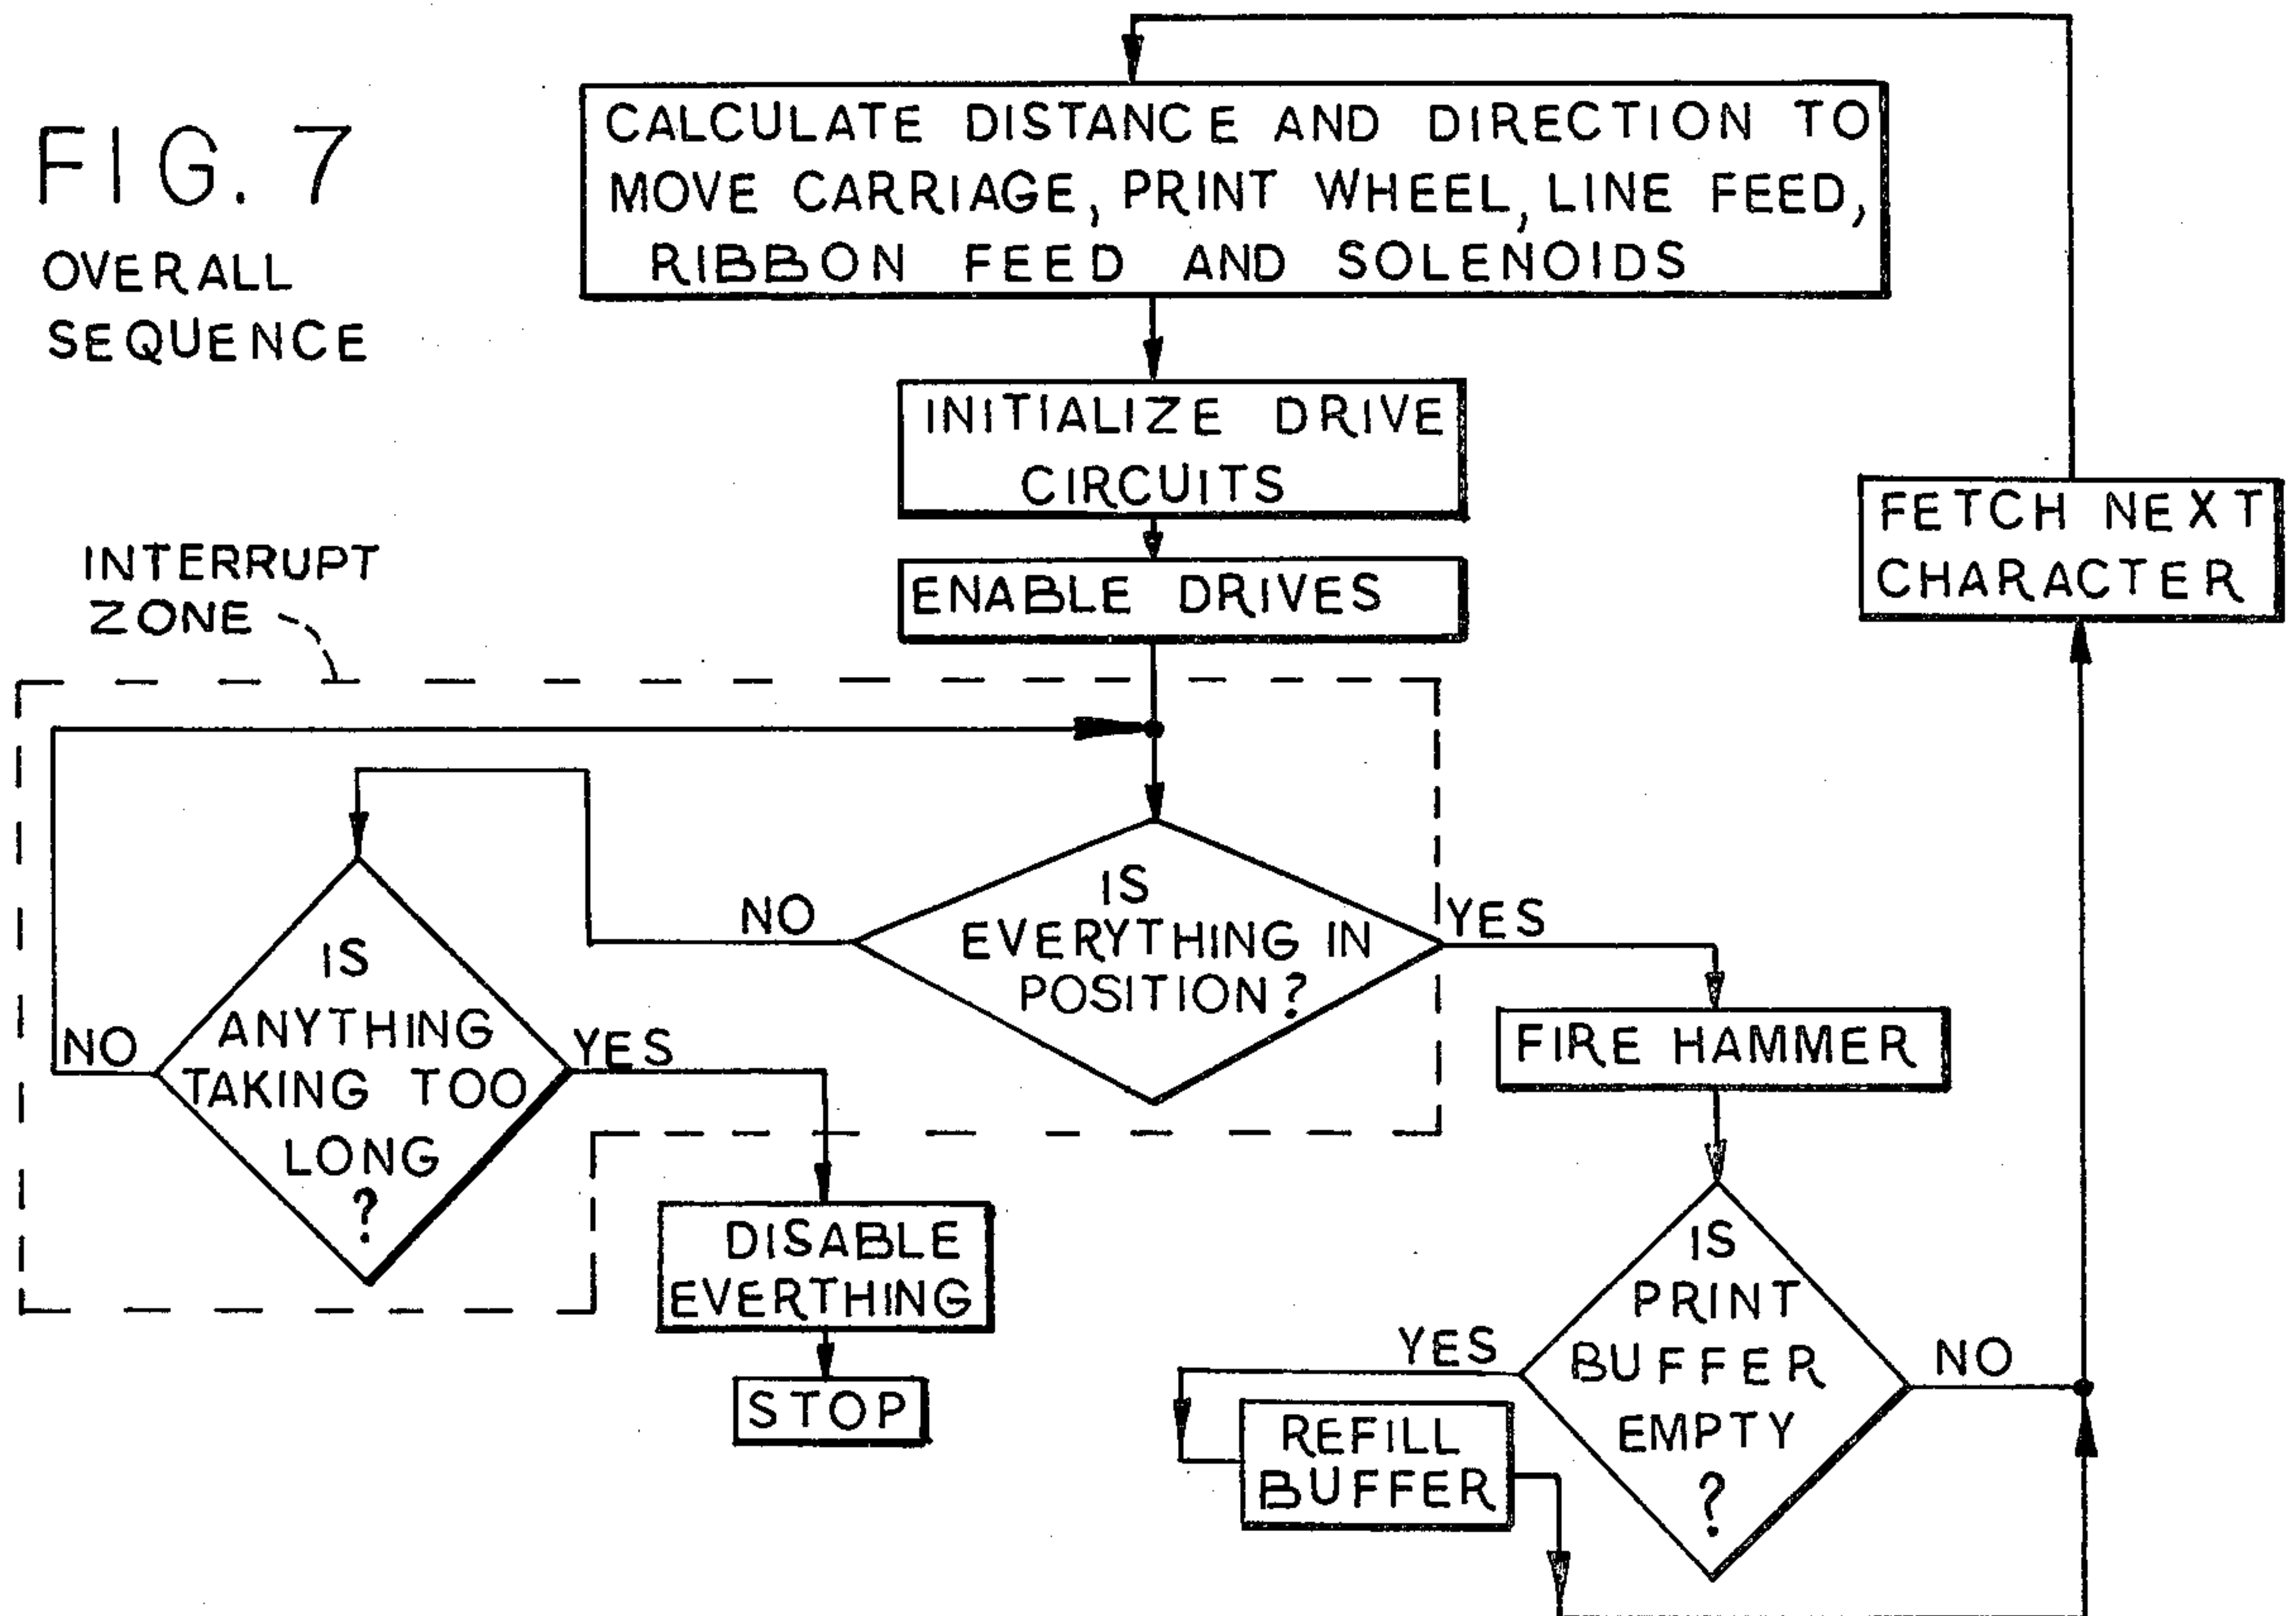 FIG. 7
OVERALL
SEQUENCE
CALCULATE DISTANCE AND DIRECTION TO
MOVE CARRIAGE, PRINT WHEEL, LINE FEED,
RIBBON FEED AND SOLENOIDS
INITIALIZE DRIVE
CIRCUITS
ENABLE DRIVES
FETCH NEXT
CHARACTER
INTERRUPT
ZONE
IS
EVERYTHING IN
POSITION?
NO
YES
IS
ANYTHING
TAKING TOO
LONG
?
NO
YES
DISABLE
EVERTHING
STOP
FIRE HAMMER
IS
PRINT
BUFFER
EMPTY
?
YES
NO
REFILL
BUFFER